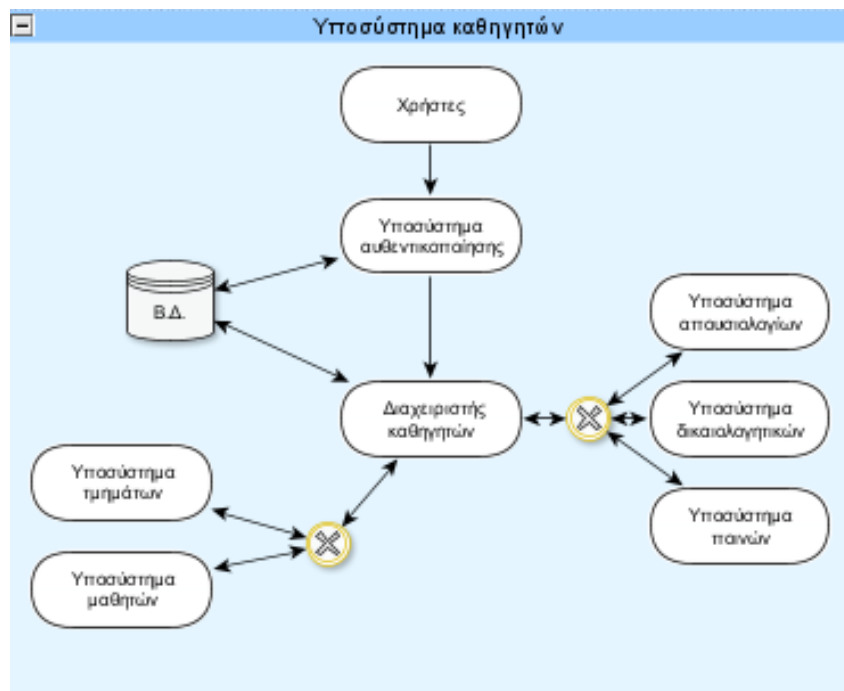 Υποσύστημα καθηγητών
Χρήστες
Υποσύστημα
αυθεντικοποίησης
Β.Δ.
Υποσύστημα
απουσιολογίων
Διαχειριστής
καθηγητών
Υποσύστημα
δικαιολογητικών
Υποσύστημα
τμημάτων
Υποσύστημα
ποινών
Υποσύστημα
μαθητών